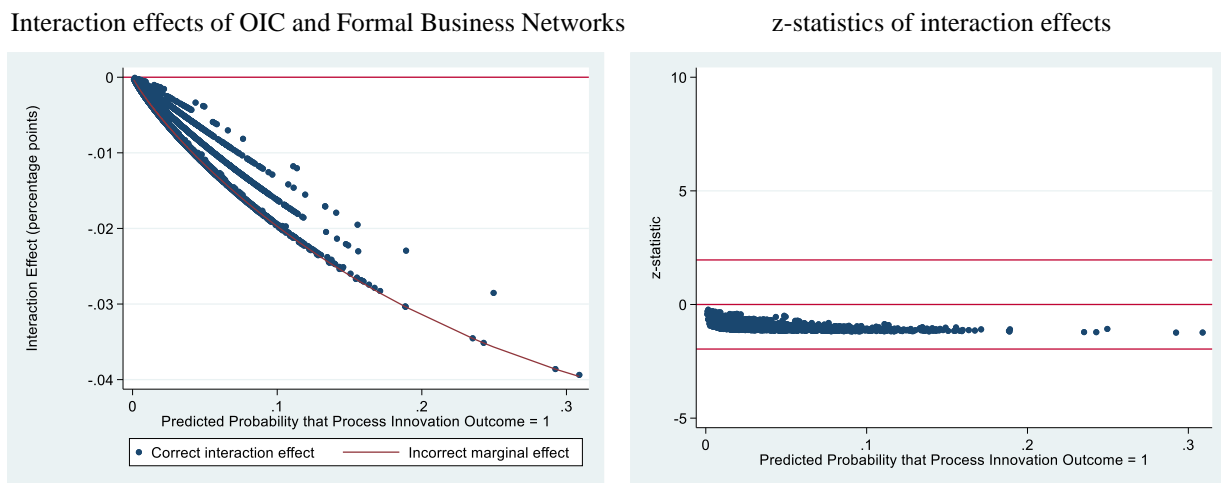 Interaction effects of OIC and Formal Business Networks
Interaction Effect (percentage points)
0
-.01
-.02
-.03
-.04
0 .1 .2 .3
Predicted Probability that Process Innovation Outcome = 1
Correct interaction effect Incorrect marginal effect
z-statistics of interaction effects
z-statistic
10
5
0
-5
0 .1 .2 .3
Predicted Probability that Process Innovation Outcome = 1